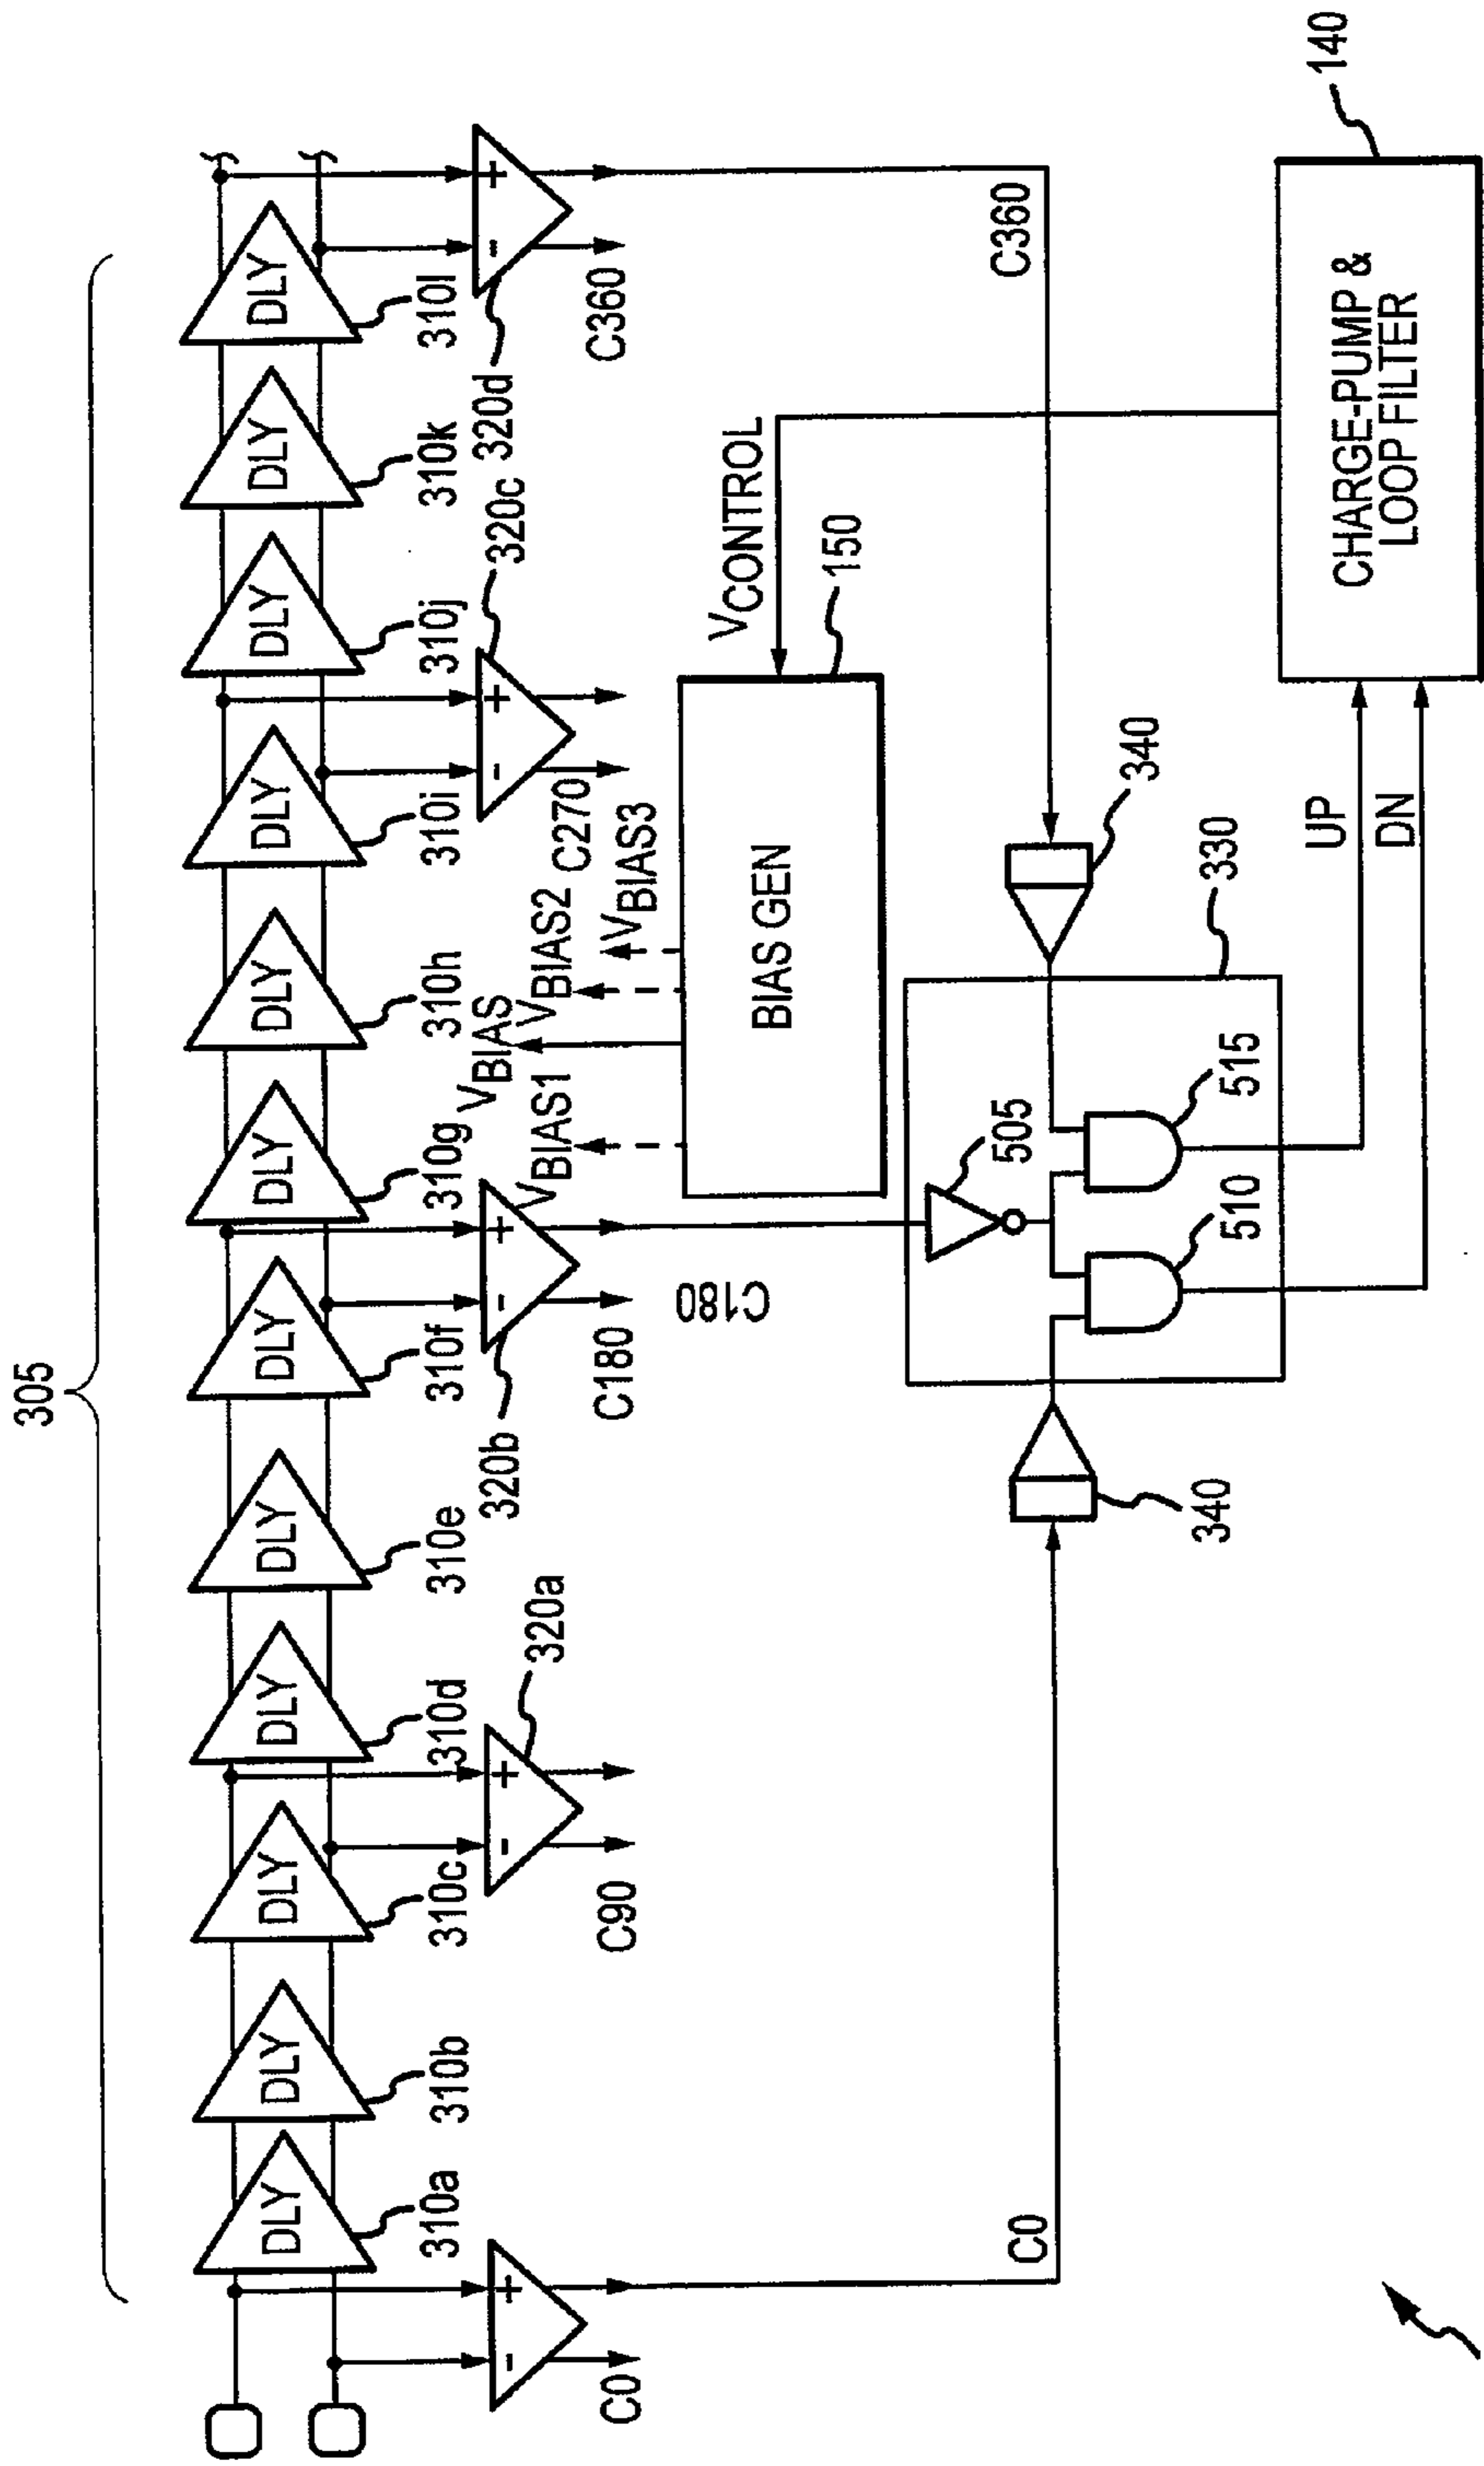 305
DLY
DLY
DLY
DLY
DLY
DLY
DLY
DLY
DLY
DLY
DLY
DLY
310a
310b
310c
310d
310e
310f
310g
310h
310i
310j
310k
310l
+
-
+
-
+
-
+
-
+
-
320a
320b
320c
320d
C0
C90
C180
C270
C360
C180
VBIAS1
VBIAS
VBIAS2
VBIAS3
VCONTROL
150
BIAS GEN
C0
C360
340
340
330
505
510
515
UP
DN
CHARGE-PUMP &
LOOP FILTER
140